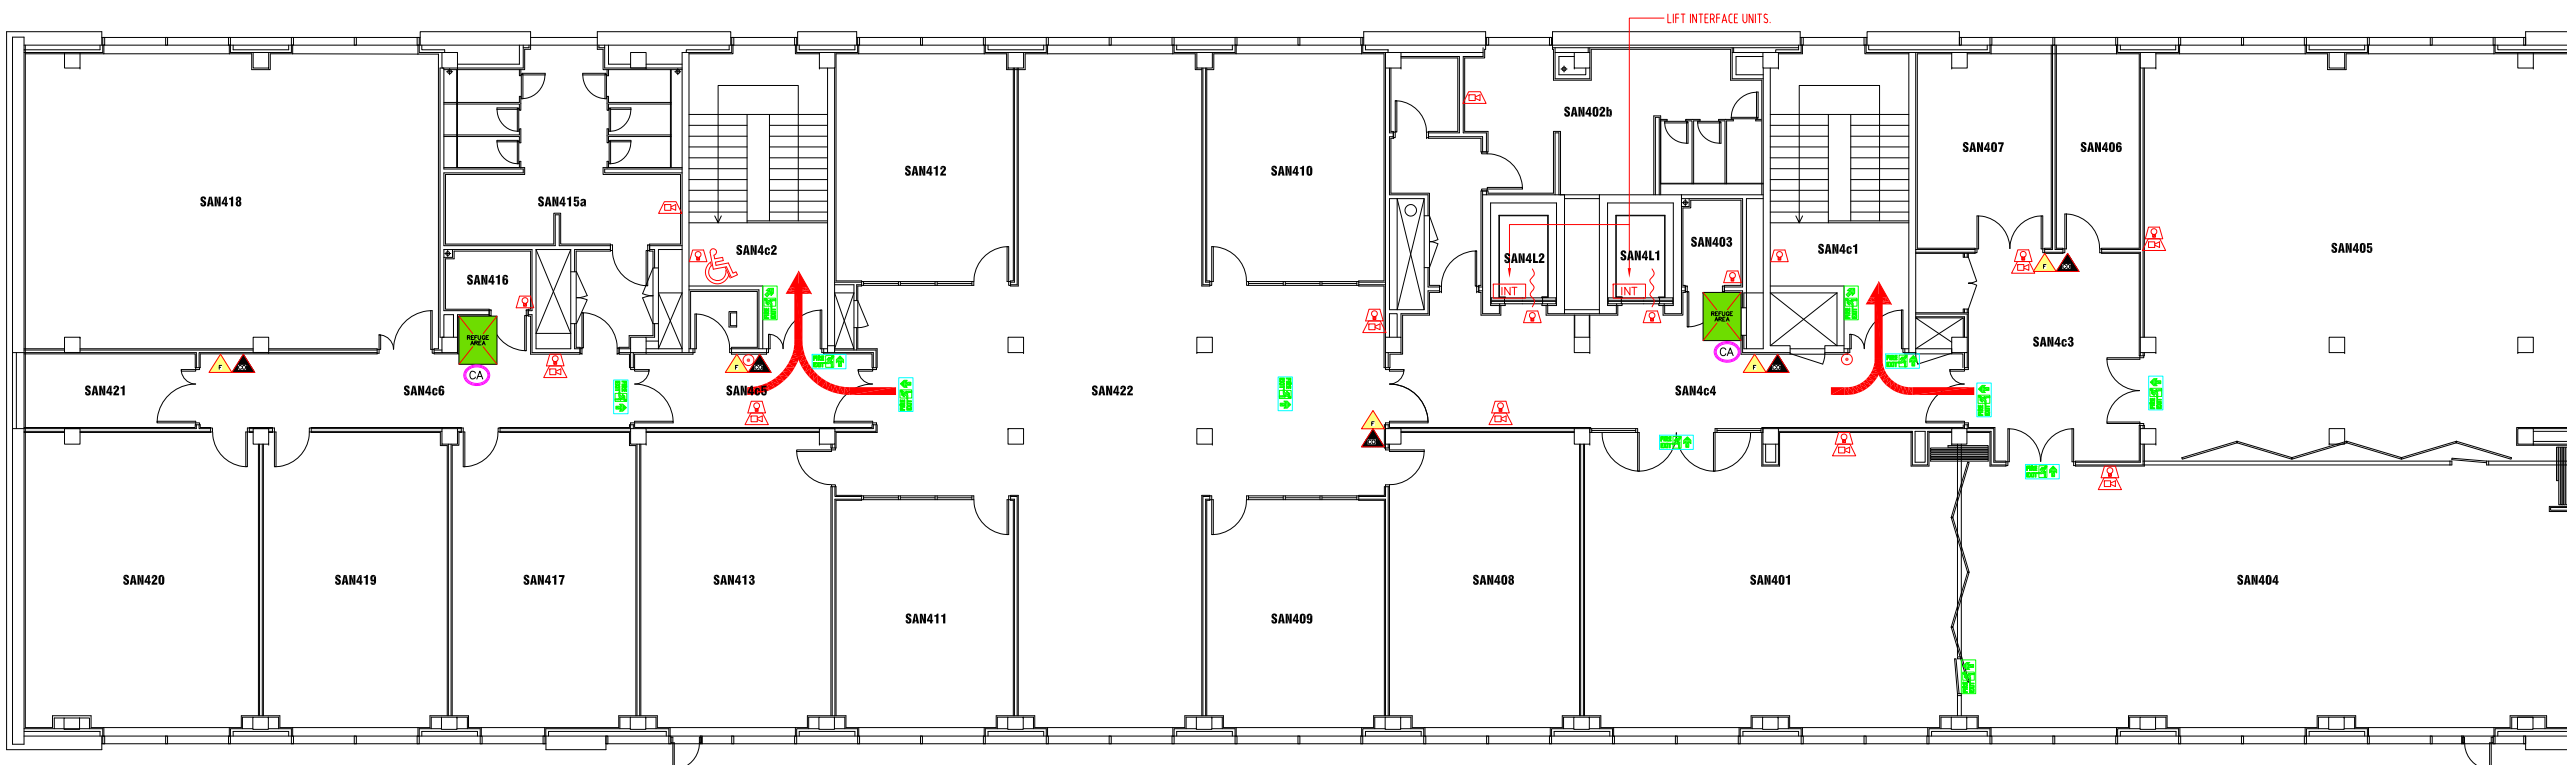 LIFT INTERFACE UNITS.
SAN402b
SAN407
SAN406
SAN412
SAN410
SAN418
SAN415a
SAN4c2
SAN403
SAN4c1
SAN405
SAN4L2
SAN4L1
SAN416
INT
INT
F
REFUGE
AREA
REFUGE
AREA
SAN4c3
CA
CA
F
F
F
SAN421
SAN4c6
SAN4c5
SAN422
SAN4c4
F
SAN420
SAN419
SAN417
SAN413
SAN408
SAN401
SAN404
SAN411
SAN409